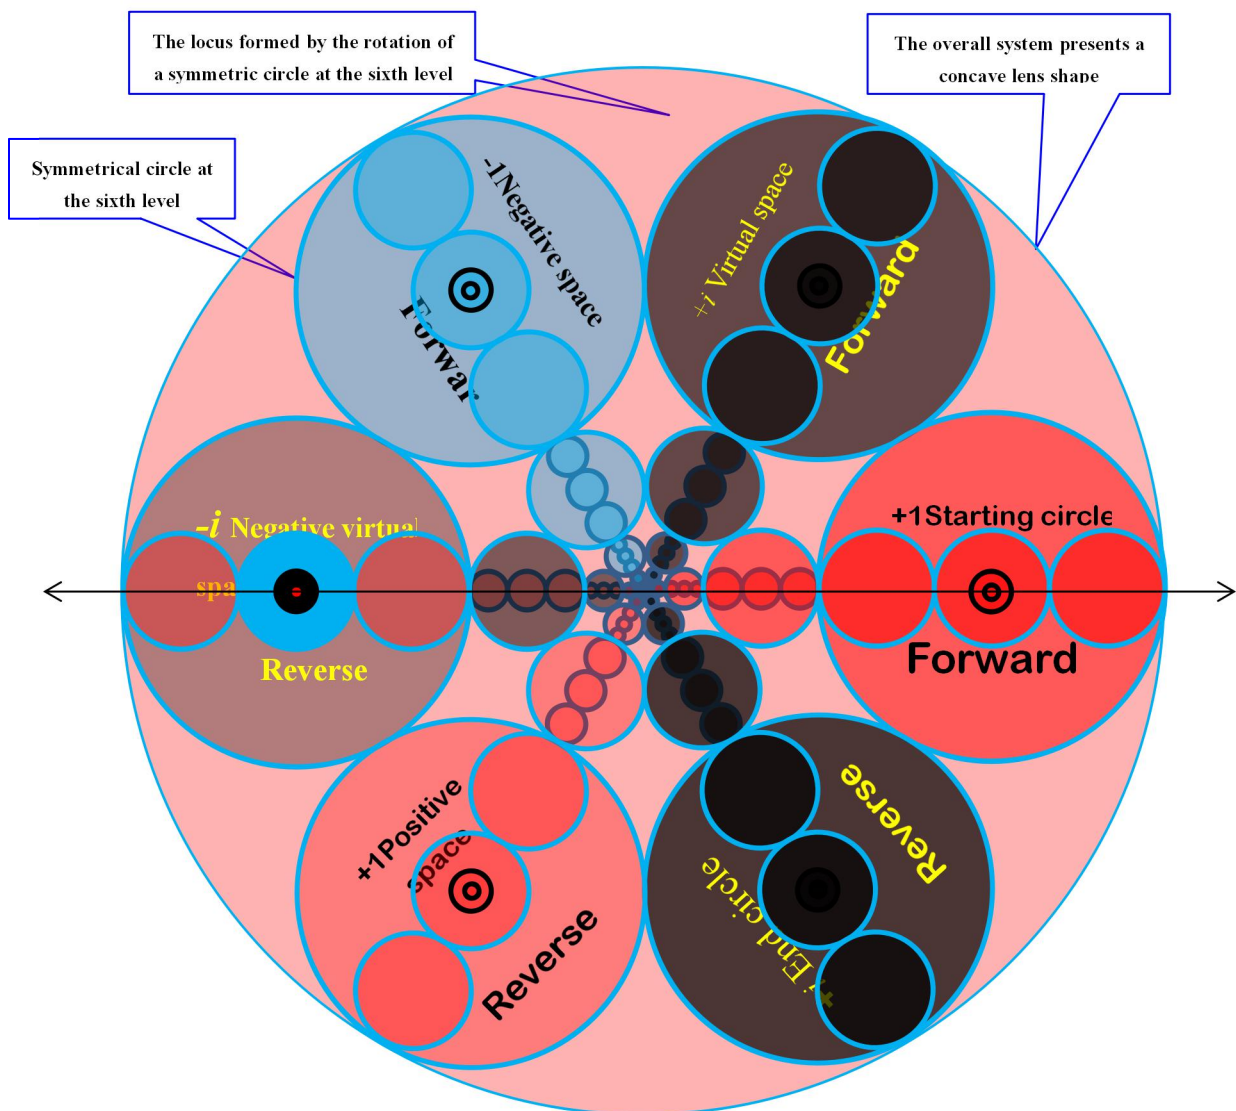 The locus formed by the rotation of
a symmetric circle at the sixth level
The overall system presents a
concave lens shape
Symmetrical circle at
the sixth level
-1Negative space
Forwar
+i Virtual space
Forward
-i Negative virtual
spa
Reverse
+1Starting circle
Forward
+1Positive
space
Reverse
Reverse
+i End circle